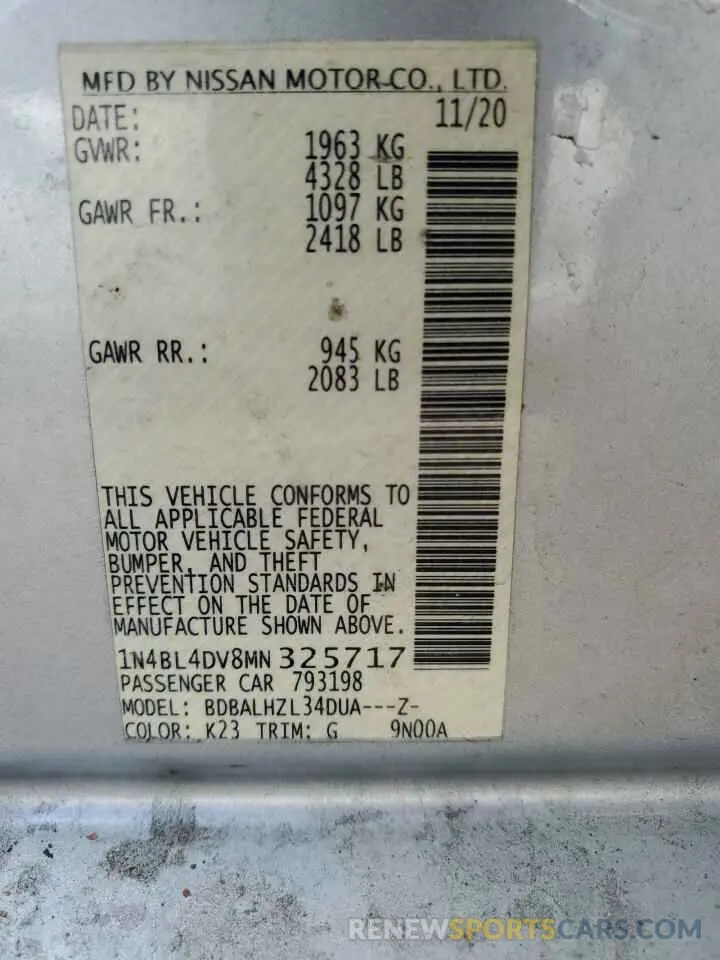 MFD BY NISSAN MOTOR CO., LTD.
DATE: 11/20
GVWR: 1963 KG
4328 LB
GAWR FR.: 1097 KG
2418 LB
GAWR RR.: 945 KG
2083 LB
THIS VEHICLE CONFORMS TO
ALL APPLICABLE FEDERAL
MOTOR VEHICLE SAFETY,
BUMPER, AND THEFT
PREVENTION STANDARDS IN
EFFECT ON THE DATE OF
MANUFACTURE SHOWN ABOVE.
1N4BL4DV8MN 325717
PASSENGER CAR 793198
MODEL: BDBALHZL34DUA---Z-
COLOR: K23 TRIM: G 9N00A
RENEWSPORTSCARS.COM